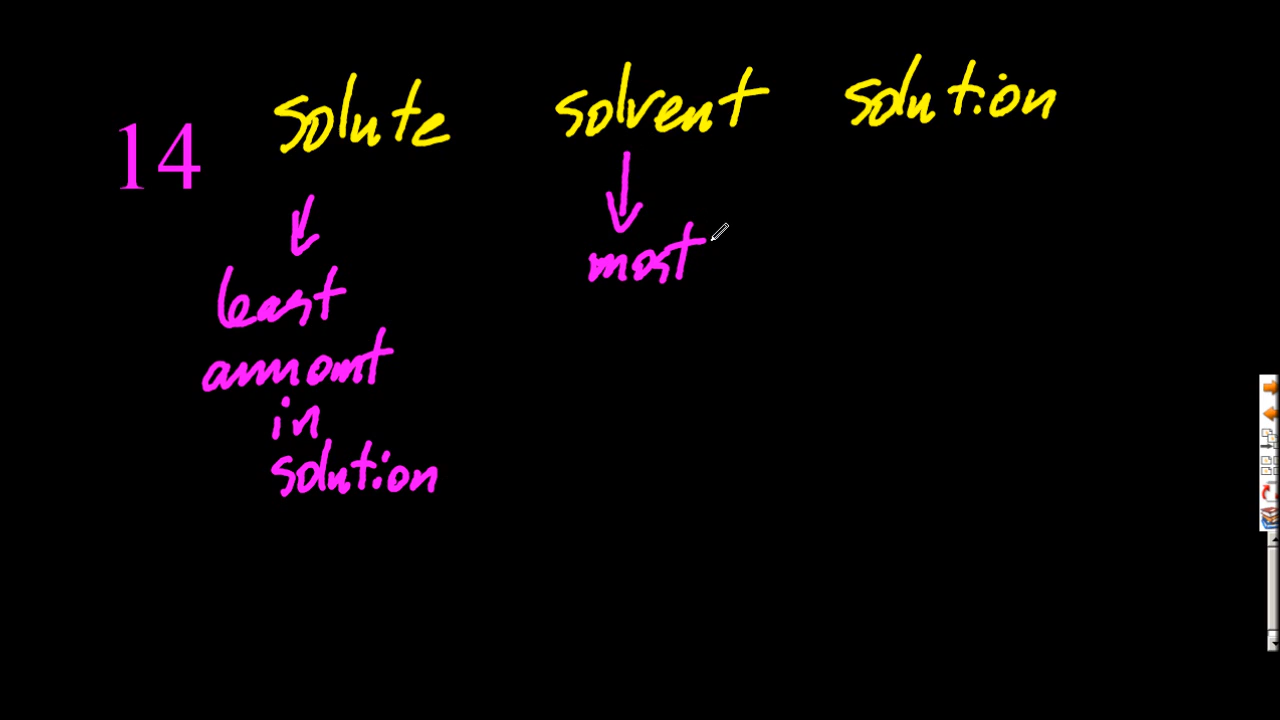 solute solvent solution
14
least
amount
in
solution
most